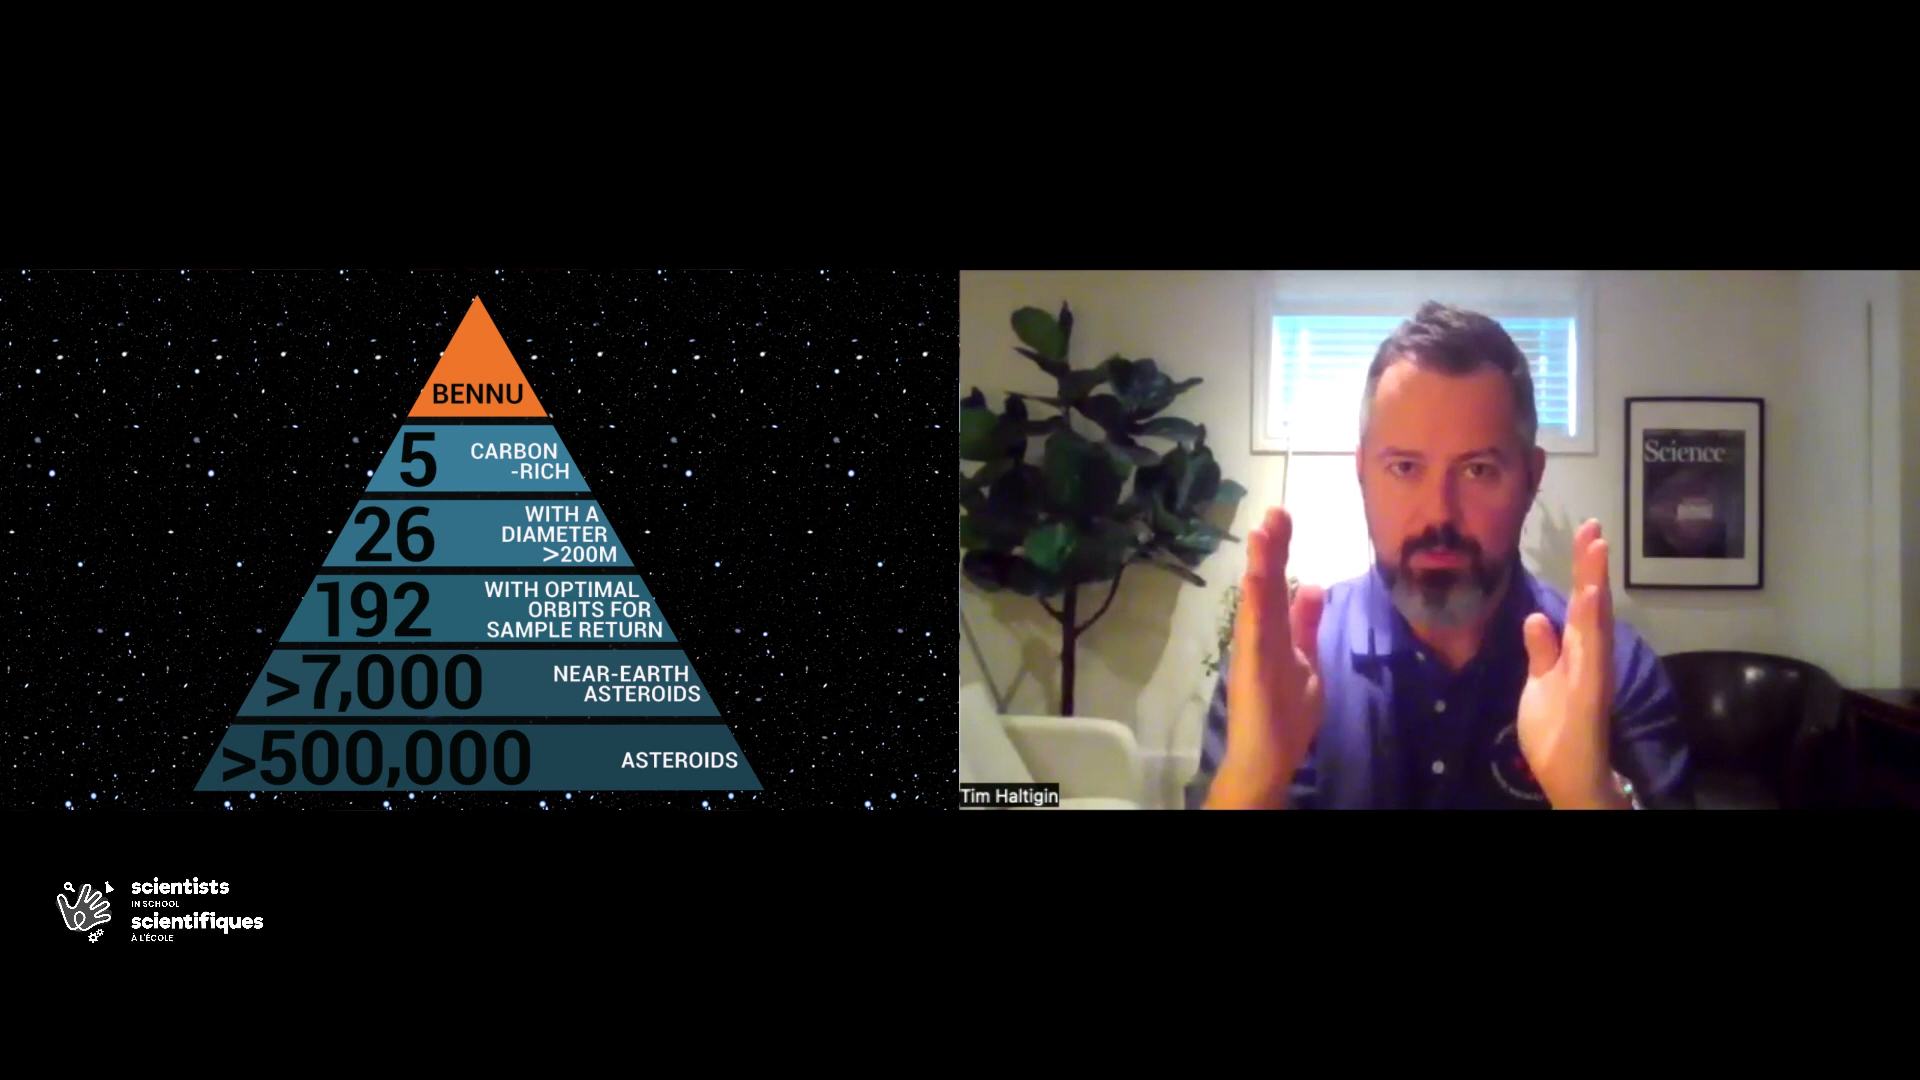 BENNU
5 CARBON
-RICH
26 WITH A
DIAMETER
>200M
192 WITH OPTIMAL
ORBITS FOR
SAMPLE RETURN
>7,000 NEAR-EARTH
ASTEROIDS
>500,000 ASTEROIDS
Science
Tim Haltigin
scientists
IN SCHOOL
scientifiques
À L'ÉCOLE